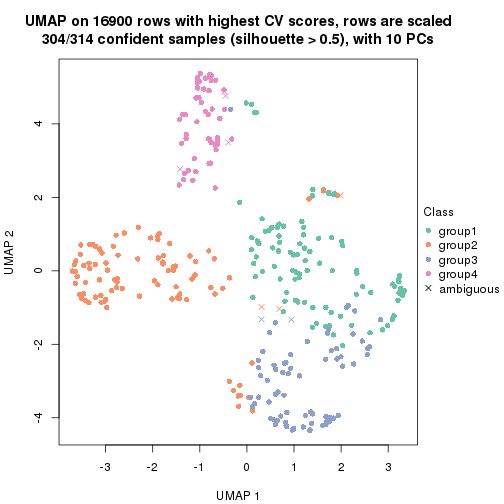 UMAP on 16900 rows with highest CV scores, rows are scaled
304/314 confident samples (silhouette > 0.5), with 10 PCs
UMAP 2
4
2
0
-2
-4
-3
-2
-1
0
1
2
3
UMAP 1
Class
group1
group2
group3
group4
ambiguous